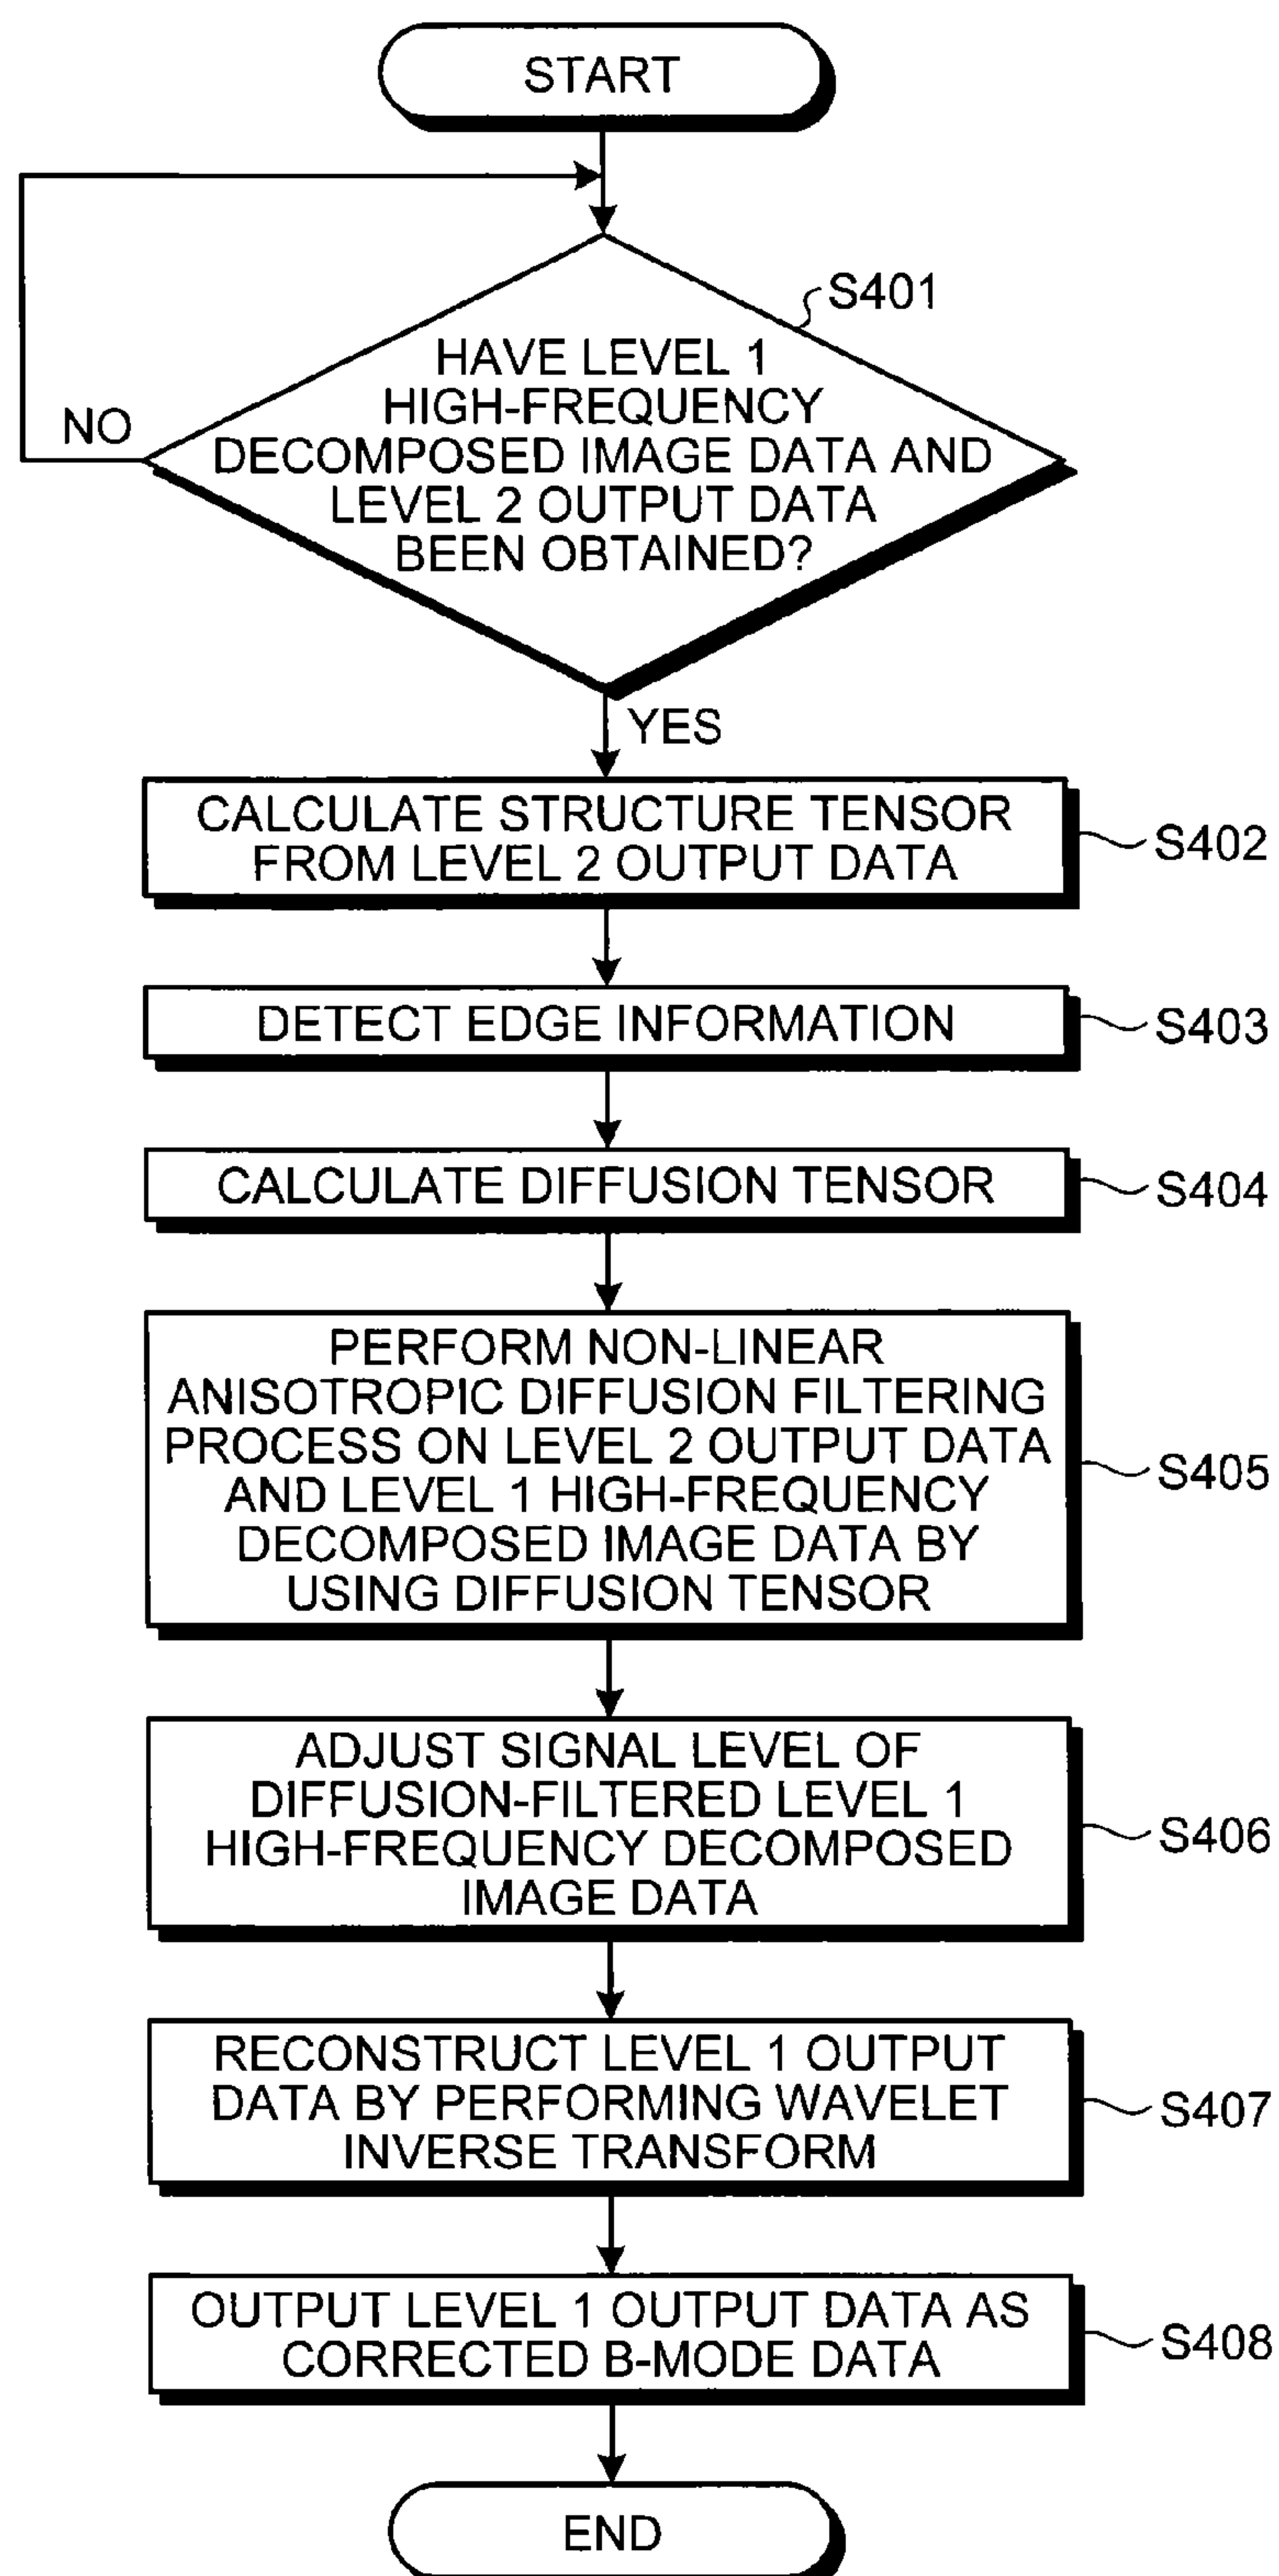 START
S401
HAVE LEVEL 1
HIGH-FREQUENCY
DECOMPOSED IMAGE DATA AND
LEVEL 2 OUTPUT DATA
BEEN OBTAINED?
NO
YES
CALCULATE STRUCTURE TENSOR
FROM LEVEL 2 OUTPUT DATA
S402
DETECT EDGE INFORMATION
S403
CALCULATE DIFFUSION TENSOR
S404
PERFORM NON-LINEAR
ANISOTROPIC DIFFUSION FILTERING
PROCESS ON LEVEL 2 OUTPUT DATA
AND LEVEL 1 HIGH-FREQUENCY
DECOMPOSED IMAGE DATA BY
USING DIFFUSION TENSOR
S405
ADJUST SIGNAL LEVEL OF
DIFFUSION-FILTERED LEVEL 1
HIGH-FREQUENCY DECOMPOSED
IMAGE DATA
S406
RECONSTRUCT LEVEL 1 OUTPUT
DATA BY PERFORMING WAVELET
INVERSE TRANSFORM
S407
OUTPUT LEVEL 1 OUTPUT DATA AS
CORRECTED B-MODE DATA
S408
END